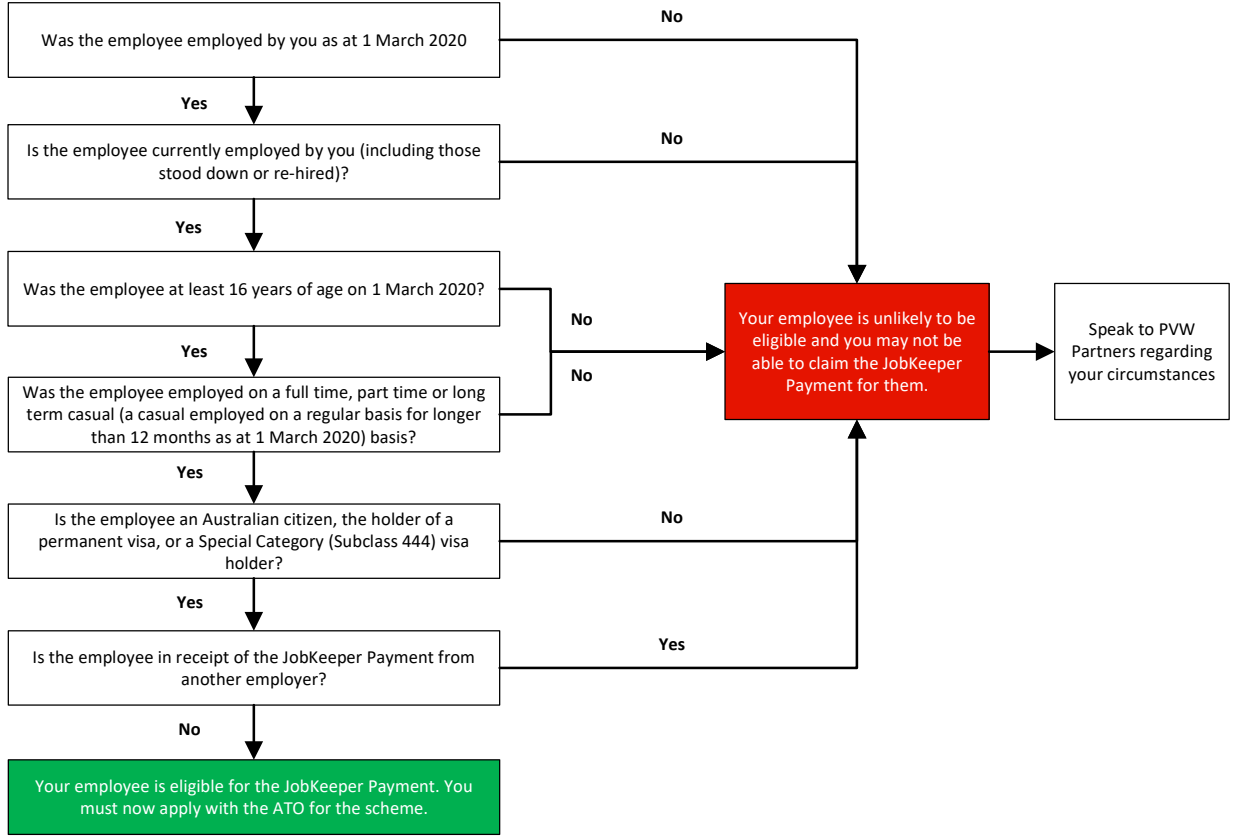 No
Was the employee employed by you as at 1 March 2020
Yes
No
Is the employee currently employed by you (including those
stood down or re-hired)?
Yes
Was the employee at least 16 years of age on 1 March 2020?
No
Yes
No
Was the employee employed on a full time, part time or long
term casual (a casual employed on a regular basis for longer
than 12 months as at 1 March 2020) basis?
Your employee is unlikely to be
eligible and you may not be
able to claim the JobKeeper
Payment for them.
Speak to PVW
Partners regarding
your circumstances
Yes
No
Is the employee an Australian citizen, the holder of a
permanent visa, or a Special Category (Subclass 444) visa
holder?
Yes
Yes
Is the employee in receipt of the JobKeeper Payment from
another employer?
No
Your employee is eligible for the JobKeeper Payment. You
must now apply with the ATO for the scheme.